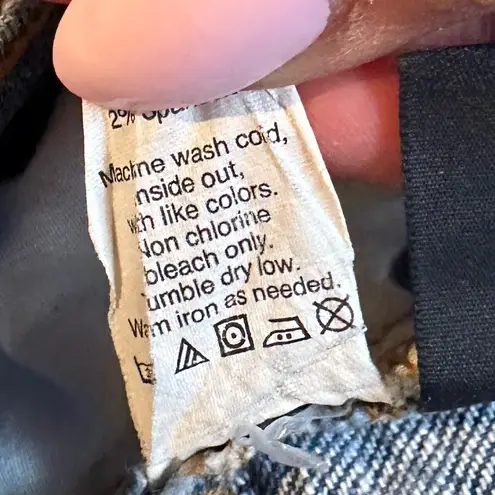 2% Span
Machine wash cold,
inside out,
with like colors.
Non chlorine
bleach only.
Tumble dry low.
Warm iron as needed.